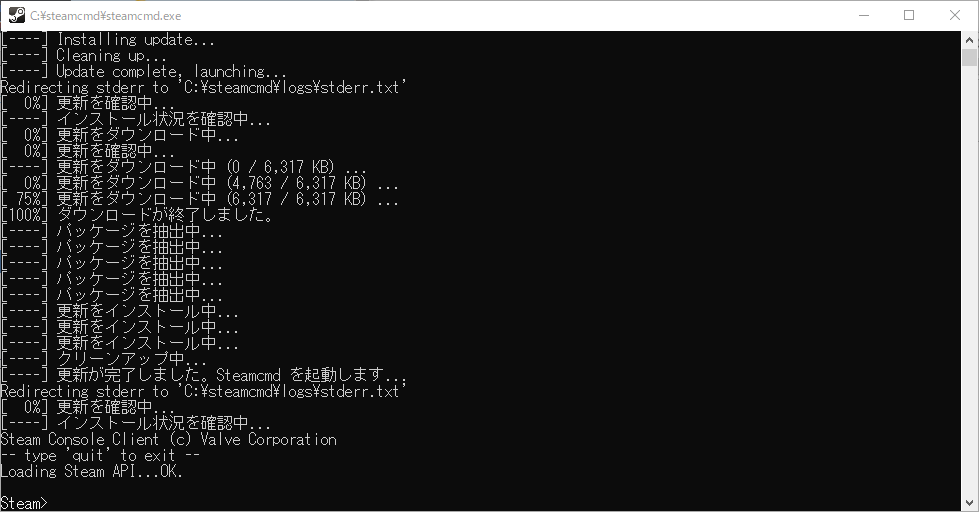 C:¥steamcmd¥steamcmd.exe
[----] Installing update...
[----] Cleaning up...
[----] Update complete, launching...
Redirecting stderr to 'C:¥steamcmd¥logs¥stderr.txt'
[  0%] 更新を確認中...
[----] インストール状況を確認中...
[  0%] 更新をダウンロード中...
[  0%] 更新を確認中...
[----] 更新をダウンロード中 (0 / 6,317 KB) ...
[  0%] 更新をダウンロード中 (4,763 / 6,317 KB) ...
[ 75%] 更新をダウンロード中 (6,317 / 6,317 KB) ...
[100%] ダウンロードが終了しました。
[----] パッケージを抽出中...
[----] パッケージを抽出中...
[----] パッケージを抽出中...
[----] パッケージを抽出中...
[----] パッケージを抽出中...
[----] 更新をインストール中...
[----] 更新をインストール中...
[----] 更新をインストール中...
[----] クリーンアップ中...
[----] 更新が完了しました。Steamcmd を起動します...
Redirecting stderr to 'C:¥steamcmd¥logs¥stderr.txt'
[  0%] 更新を確認中...
[----] インストール状況を確認中...
Steam Console Client (c) Valve Corporation
-- type 'quit' to exit --
Loading Steam API...OK.
Steam>